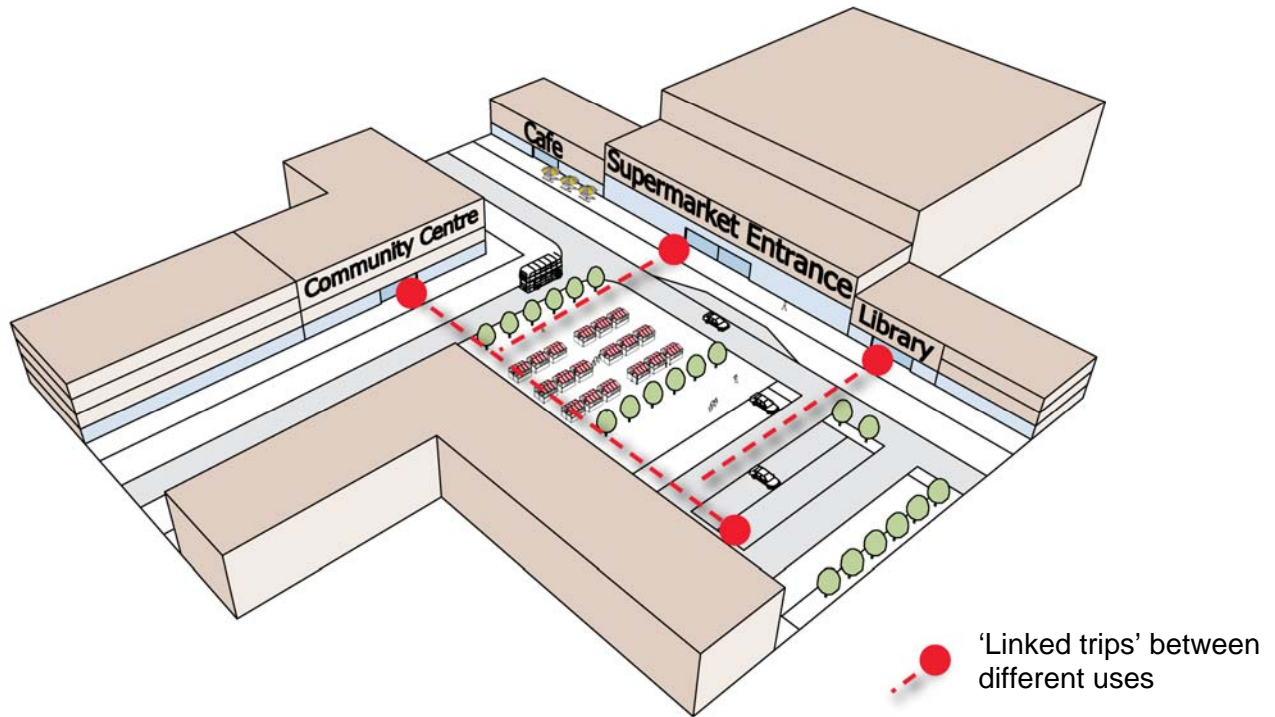 Cafe
Supermarket Entrance
Community Centre
Library
‘Linked trips’ between
different uses